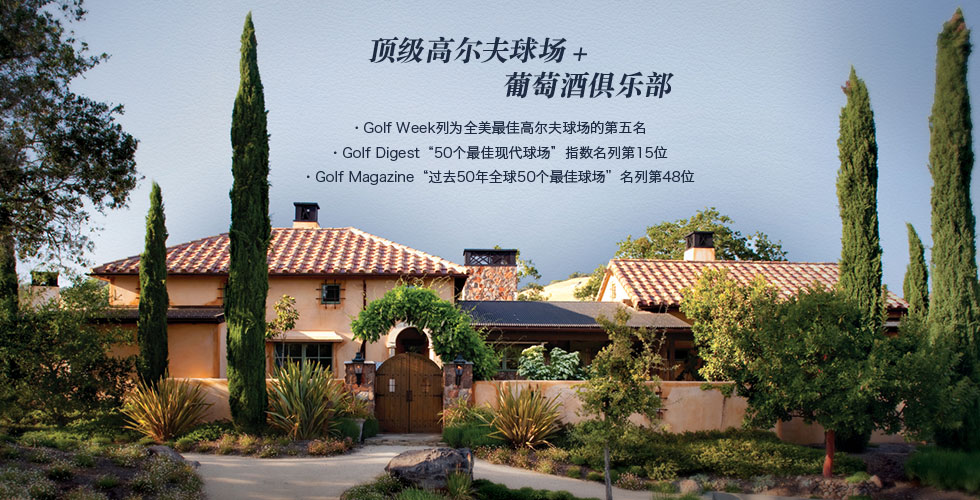 顶级高尔夫球场 +
葡萄酒俱乐部
· Golf Week列为全美最佳高尔夫球场的第五名
· Golf Digest“50个最佳现代球场”指数名列第15位
· Golf Magazine“过去50年全球50个最佳球场”名列第48位